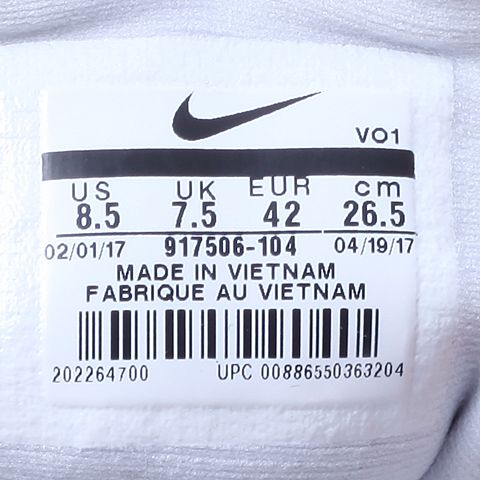 VO1
US UK EUR cm
8.5 7.5 42 26.5
02/01/17 917506-104 04/19/17
MADE IN VIETNAM
FABRIQUE AU VIETNAM
202264700 UPC 00886550363204